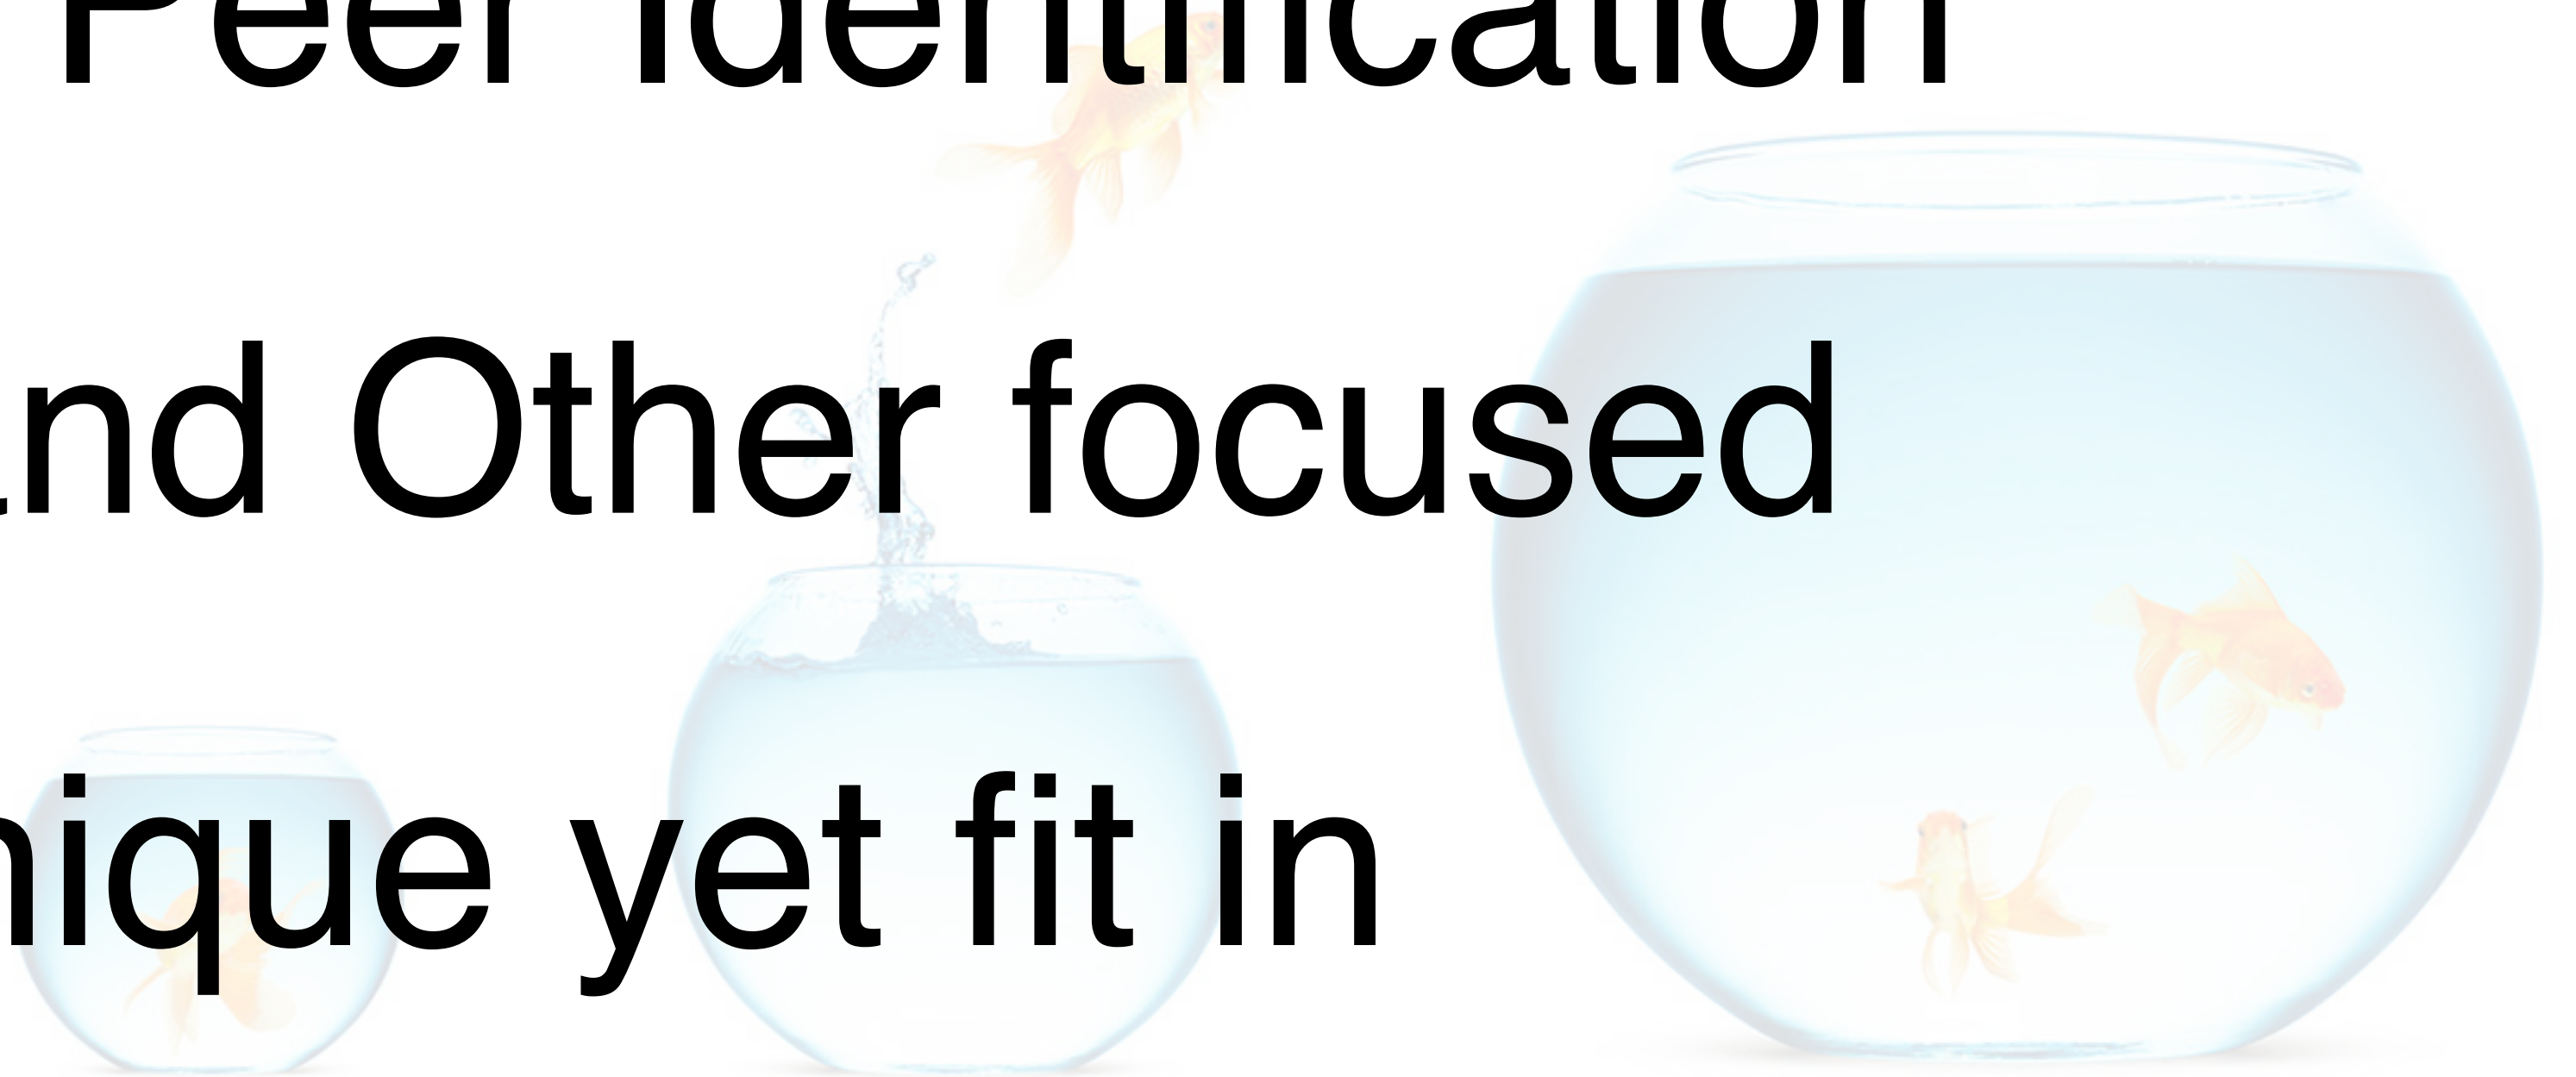 Peer Identification
and Other focused
nique yet fit in